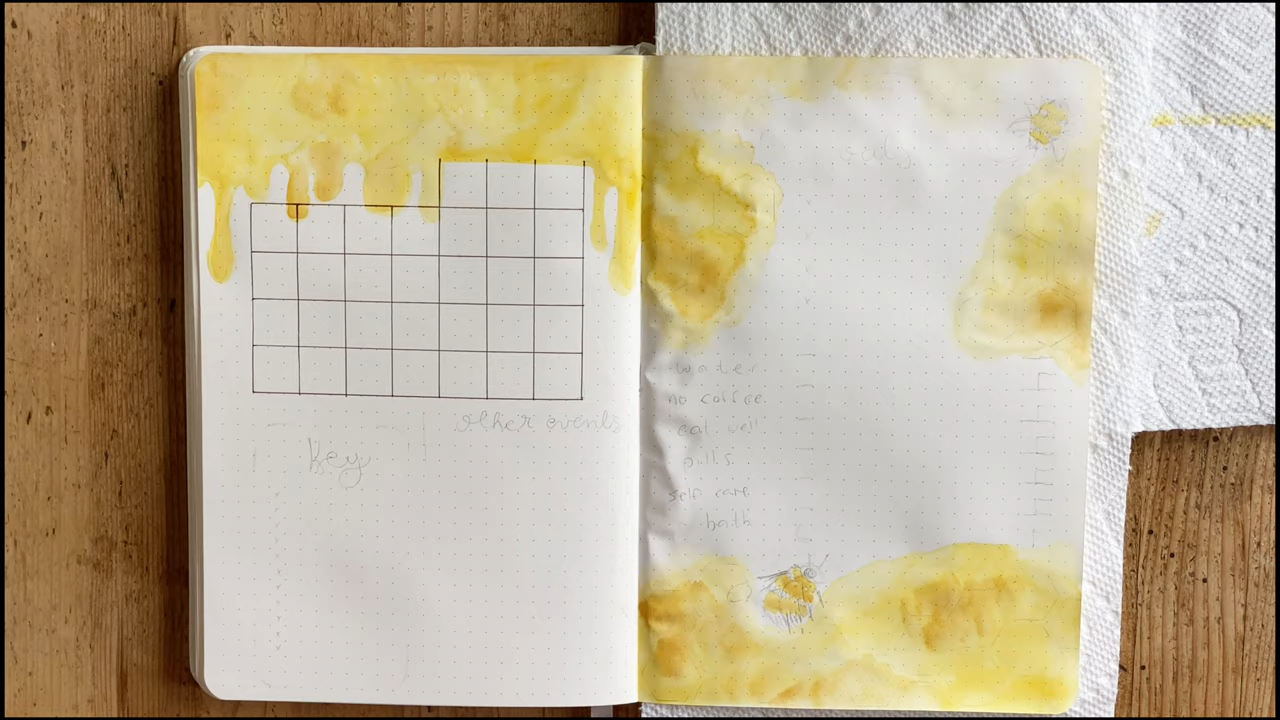 other events
Key
water
no coffee
eat well
pills
self care
bath